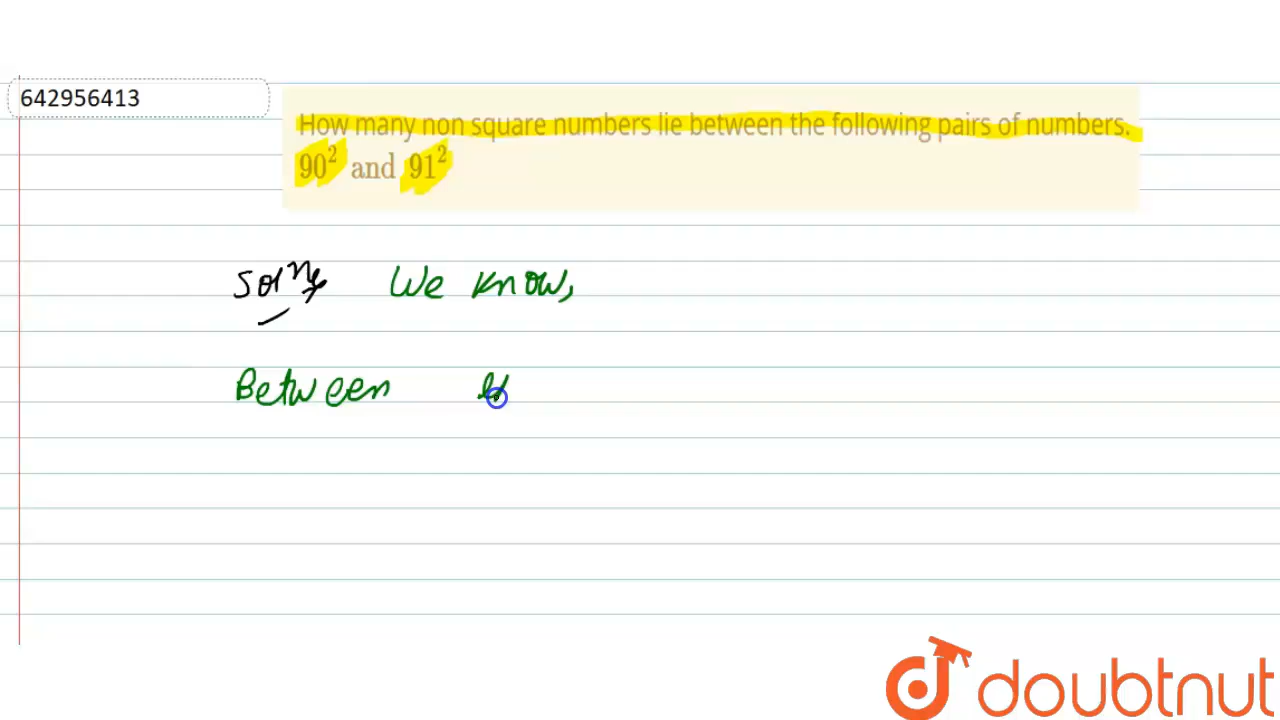 642956413
How many non square numbers lie between the following pairs of numbers.
90² and 91²
Solⁿ We know,
Between
doubtnut